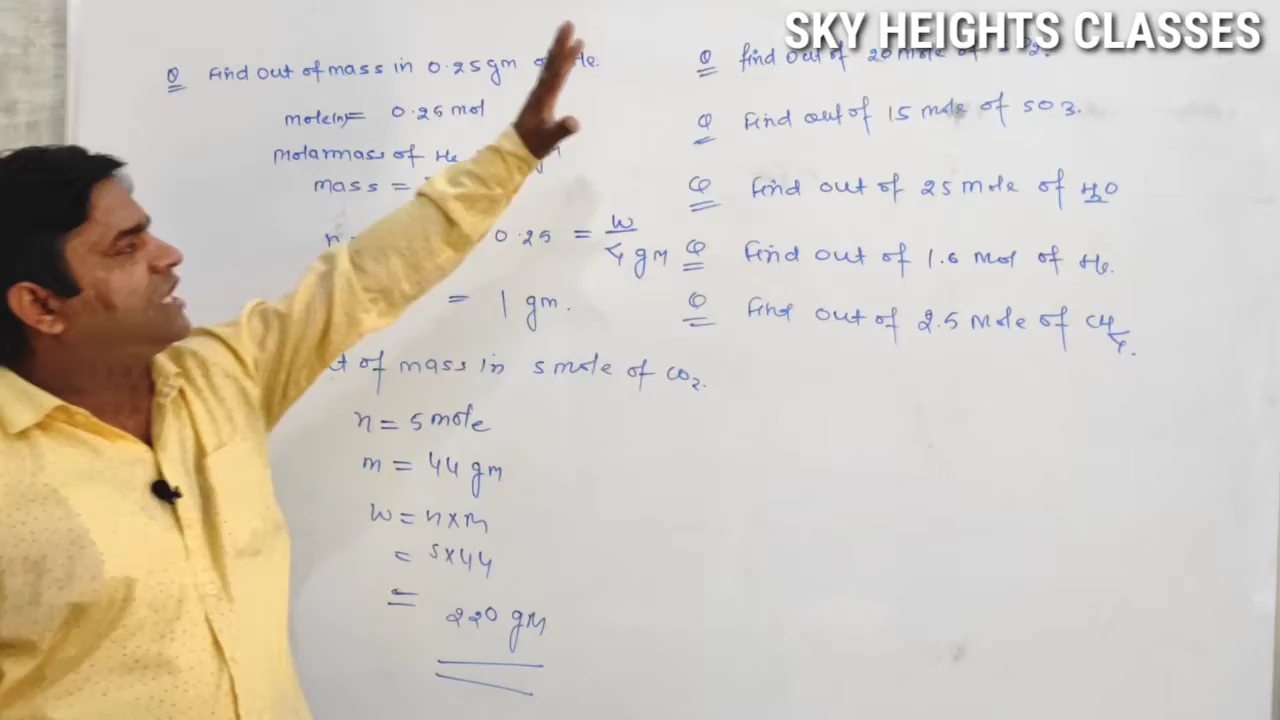 SKY HEIGHTS CLASSES
Q Find out of mass in 0.25 gm He.
mole(n)= 0.25 mol
molarmass of He
mass =
0.25 = w/4 gm
= 1 gm.
of mass in 5 mole of CO2.
n = 5 mole
m = 44 gm
w = n×m
= 5×44
= 220 gm
Q find out of 20 mole of
Q Find out of 15 mole of SO3.
Q Find out of 25 mole of H2O
Q Find out of 1.6 Mol of He.
Q Find out of 2.5 Mole of CH4.